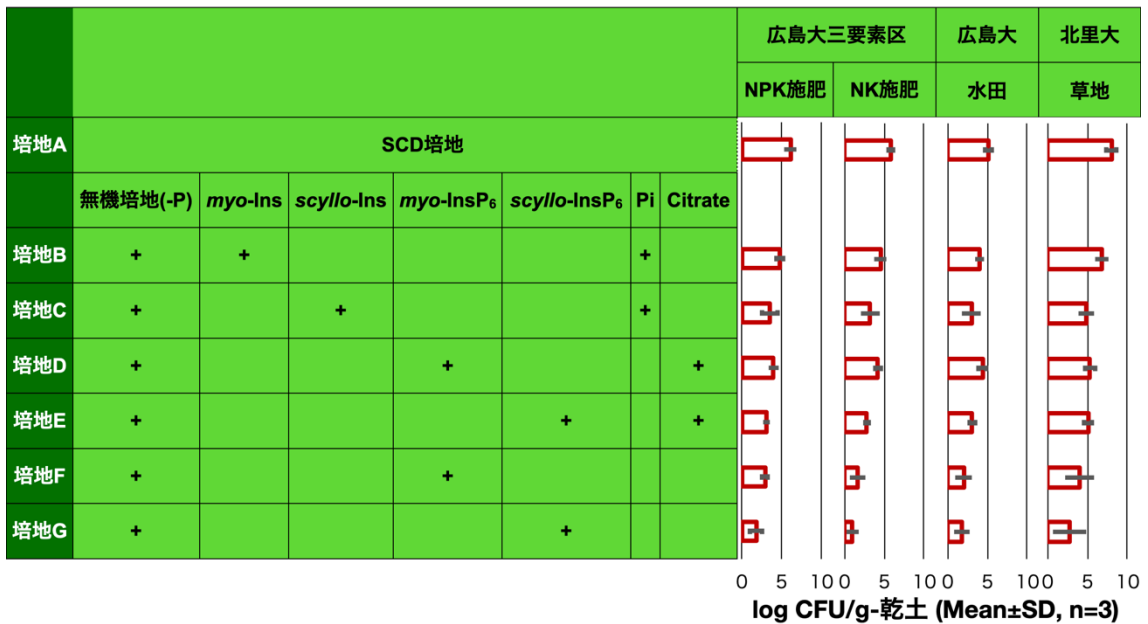 広島大三要素区 広島大 北里大
NPK施肥 NK施肥 水田 草地
培地A SCD培地
無機培地(-P) myo-Ins scyllo-Ins myo-InsP₆ scyllo-InsP₆ Pi Citrate
培地B + + +
培地C + + +
培地D + + +
培地E + + +
培地F + +
培地G + +
0 5 10 0 5 10 0 5 10 0 5 10
log CFU/g-乾土 (Mean±SD, n=3)